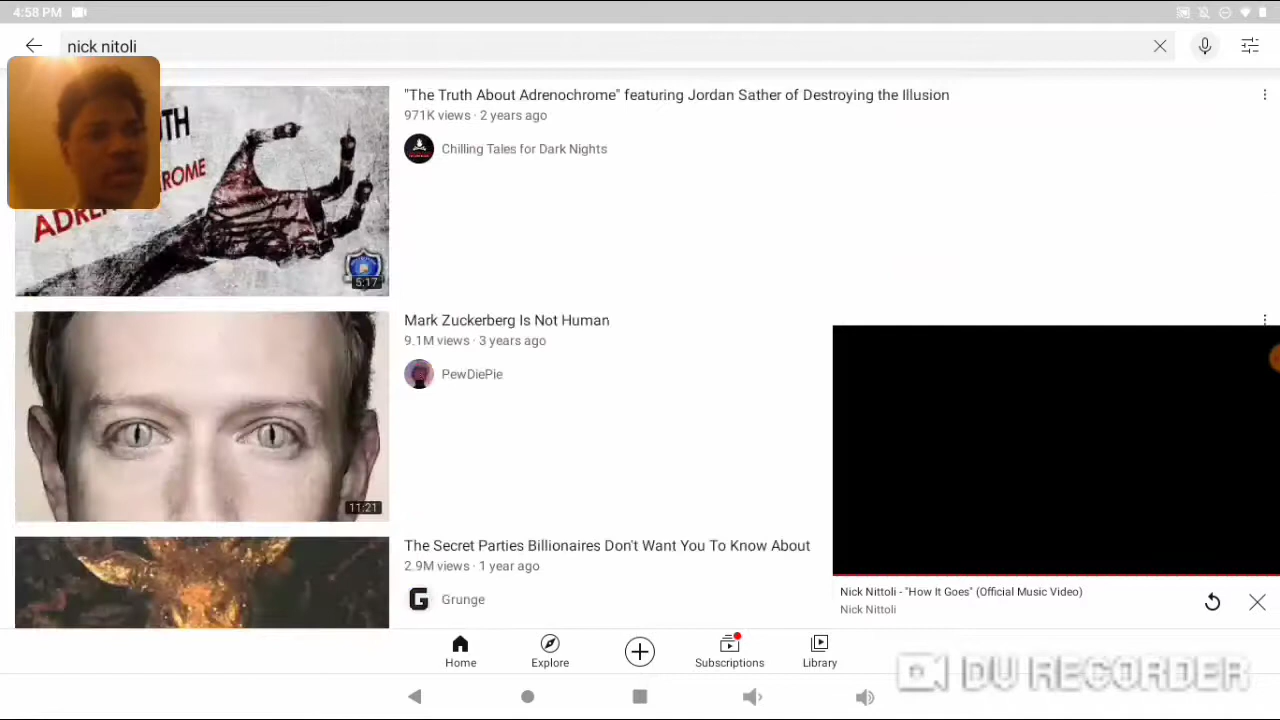 4:58 PM
nick nitoli
TH
ROME
ADRE
5:17
"The Truth About Adrenochrome" featuring Jordan Sather of Destroying the Illusion
971K views · 2 years ago
Chilling Tales for Dark Nights
11:21
Mark Zuckerberg Is Not Human
9.1M views · 3 years ago
PewDiePie
The Secret Parties Billionaires Don't Want You To Know About
2.9M views · 1 year ago
G
Grunge
Nick Nittoli - "How It Goes" (Official Music Video)
Nick Nittoli
Home
Explore
Subscriptions
Library
DU RECORDER